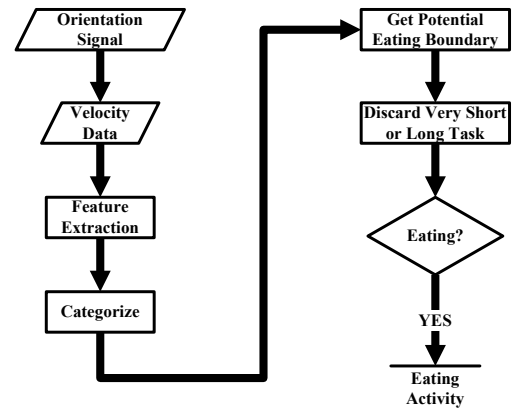 Orientation
Signal
Velocity
Data
Feature
Extraction
Categorize
Get Potential
Eating Boundary
Discard Very Short
or Long Task
Eating?
YES
Eating
Activity